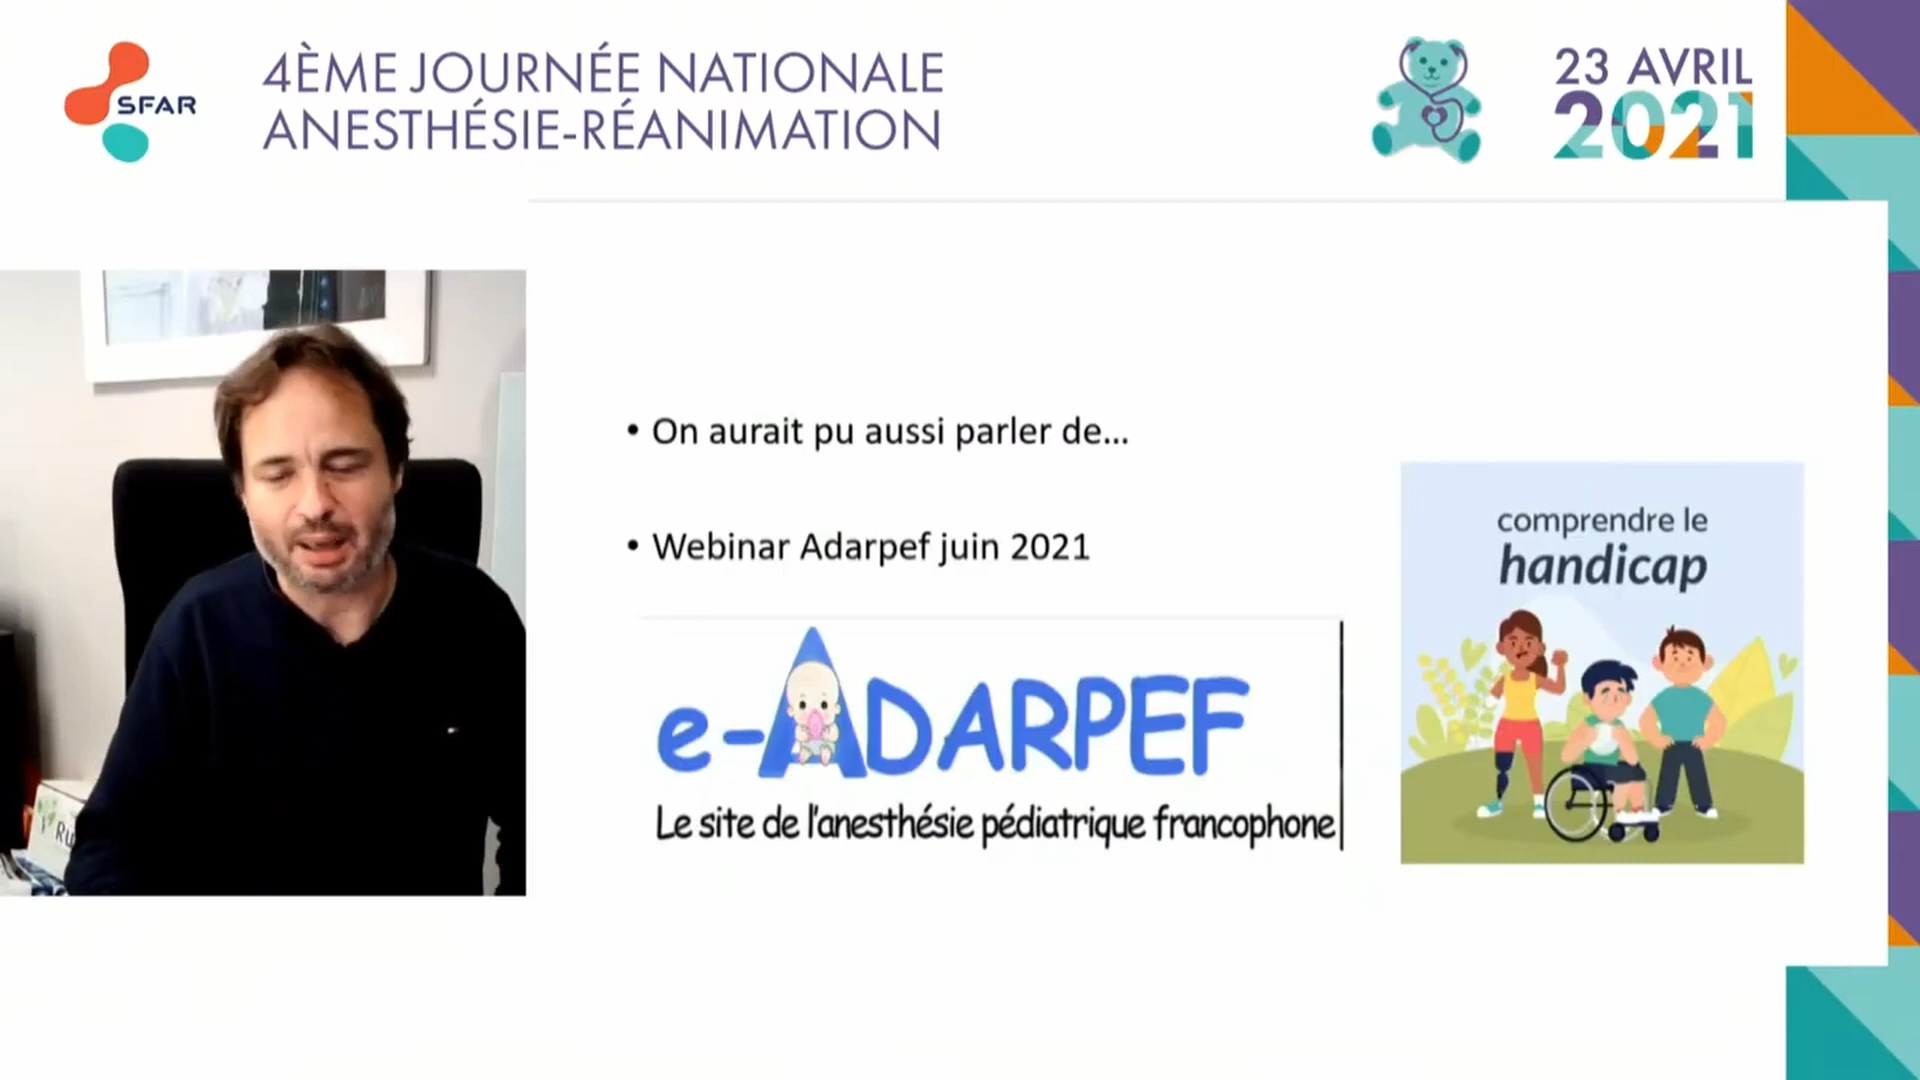 SFAR
4ÈME JOURNÉE NATIONALE
ANESTHÉSIE-RÉANIMATION
23 AVRIL
2021
• On aurait pu aussi parler de...
• Webinar Adarpef juin 2021
e-ADARPEF
Le site de l'anesthésie pédiatrique francophone
comprendre le
handicap